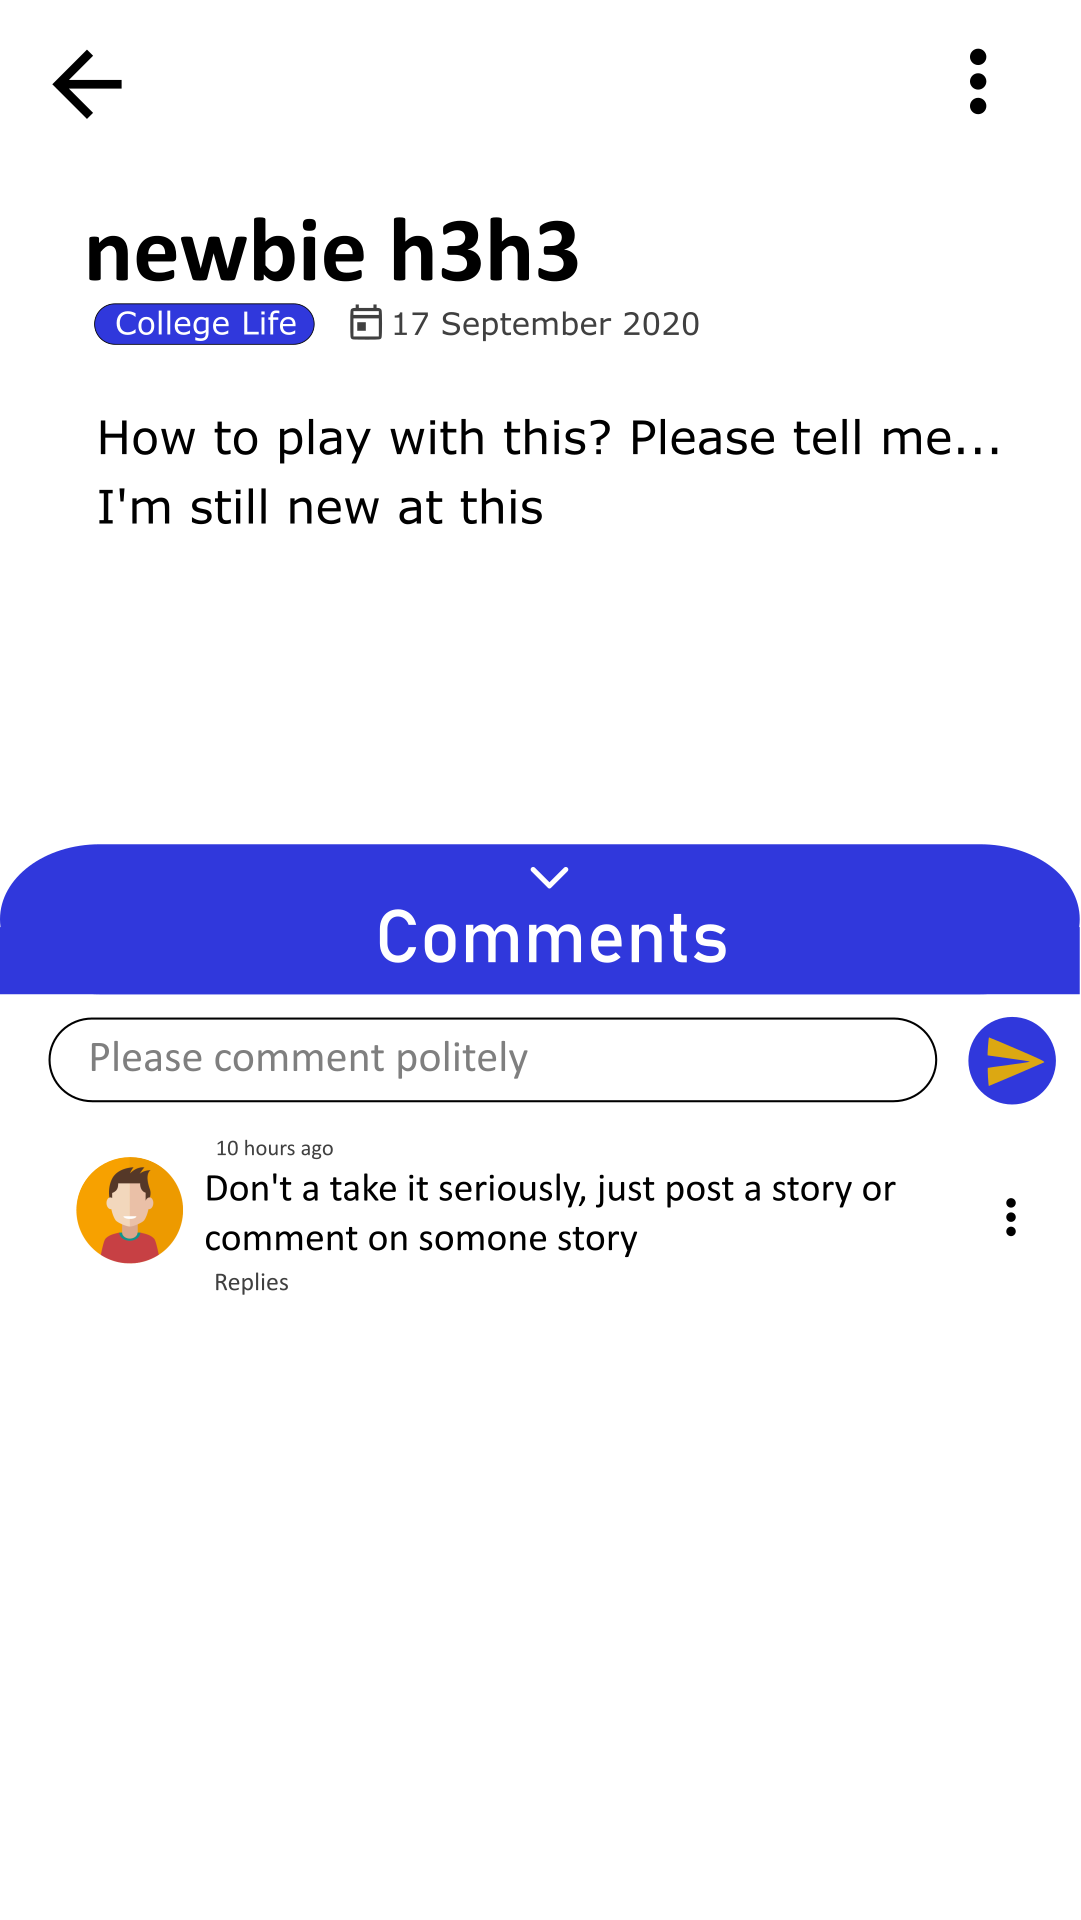 newbie h3h3
College Life
17 September 2020
How to play with this? Please tell me...
I'm still new at this
Comments
Please comment politely
10 hours ago
Don't a take it seriously, just post a story or
comment on somone story
Replies